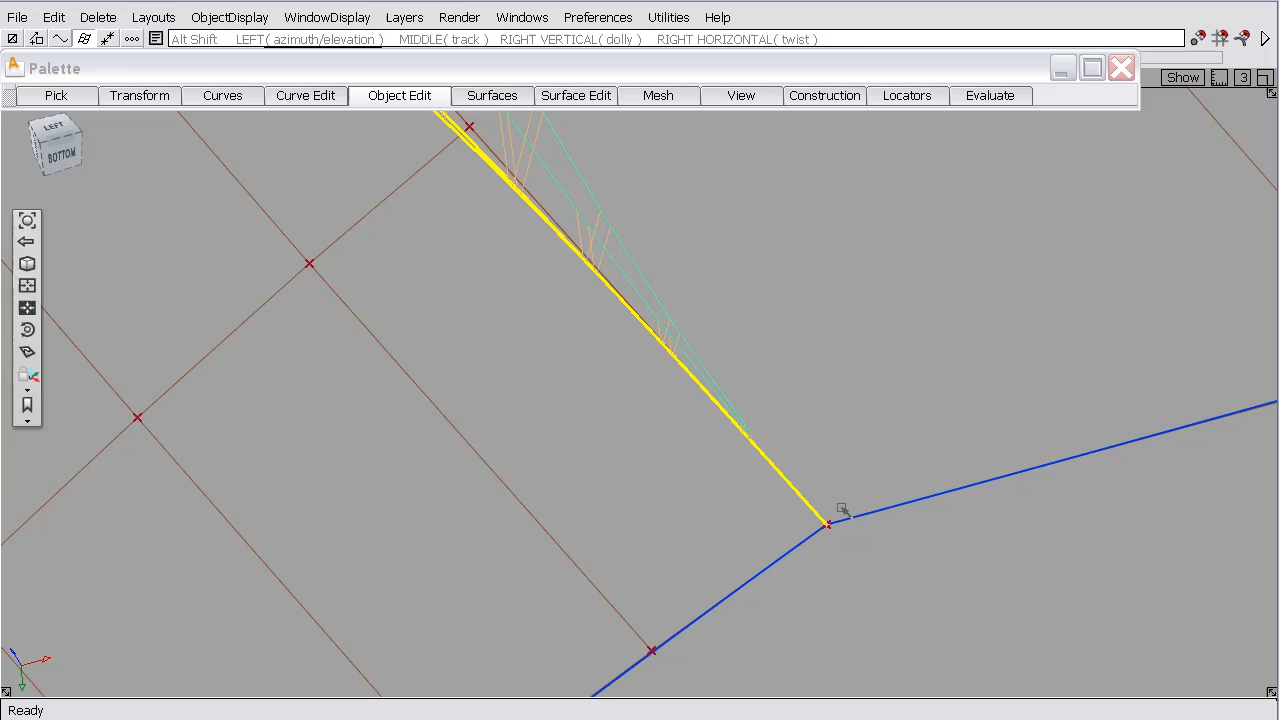 File Edit Delete Layouts ObjectDisplay WindowDisplay Layers Render Windows Preferences Utilities Help
Alt Shift LEFT( azimuth/elevation ) MIDDLE( track ) RIGHT VERTICAL( dolly ) RIGHT HORIZONTAL( twist )
Palette
Show 3
Pick Transform Curves Curve Edit Object Edit Surfaces Surface Edit Mesh View Construction Locators Evaluate
LEFT
BOTTOM
Ready